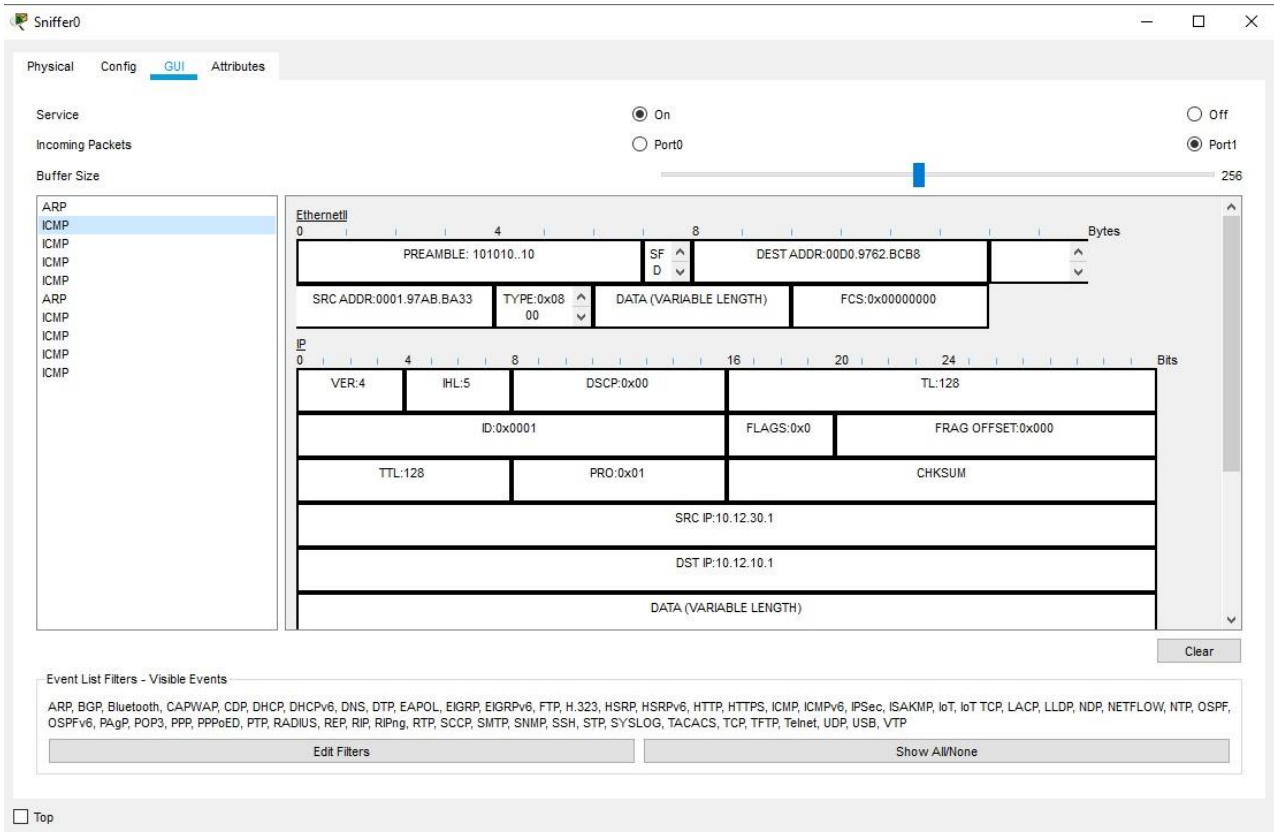 Sniffer0
Physical Config GUI Attributes
Service On Off
Incoming Packets Port0 Port1
Buffer Size 256
ARP
ICMP
ICMP
ICMP
ICMP
ARP
ICMP
ICMP
ICMP
ICMP
EthernetII
0 4 8 Bytes
PREAMBLE: 101010..10 SF D DEST ADDR:00D0.9762.BCB8
SRC ADDR:0001.97AB.BA33 TYPE:0x08 00 DATA (VARIABLE LENGTH) FCS:0x00000000
IP
0 4 8 16 20 24 Bits
VER:4 IHL:5 DSCP:0x00 TL:128
ID:0x0001 FLAGS:0x0 FRAG OFFSET:0x000
TTL:128 PRO:0x01 CHKSUM
SRC IP:10.12.30.1
DST IP:10.12.10.1
DATA (VARIABLE LENGTH)
Clear
Event List Filters - Visible Events
ARP, BGP, Bluetooth, CAPWAP, CDP, DHCP, DHCPv6, DNS, DTP, EAPOL, EIGRP, EIGRPv6, FTP, H.323, HSRP, HSRPv6, HTTP, HTTPS, ICMP, ICMPv6, IPSec, ISAKMP, IoT, IoT TCP, LACP, LLDP, NDP, NETFLOW, NTP, OSPF,
OSPFv6, PAgP, POP3, PPP, PPPoED, PTP, RADIUS, REP, RIP, RIPng, RTP, SCCP, SMTP, SNMP, SSH, STP, SYSLOG, TACACS, TCP, TFTP, Telnet, UDP, USB, VTP
Edit Filters Show All/None
Top